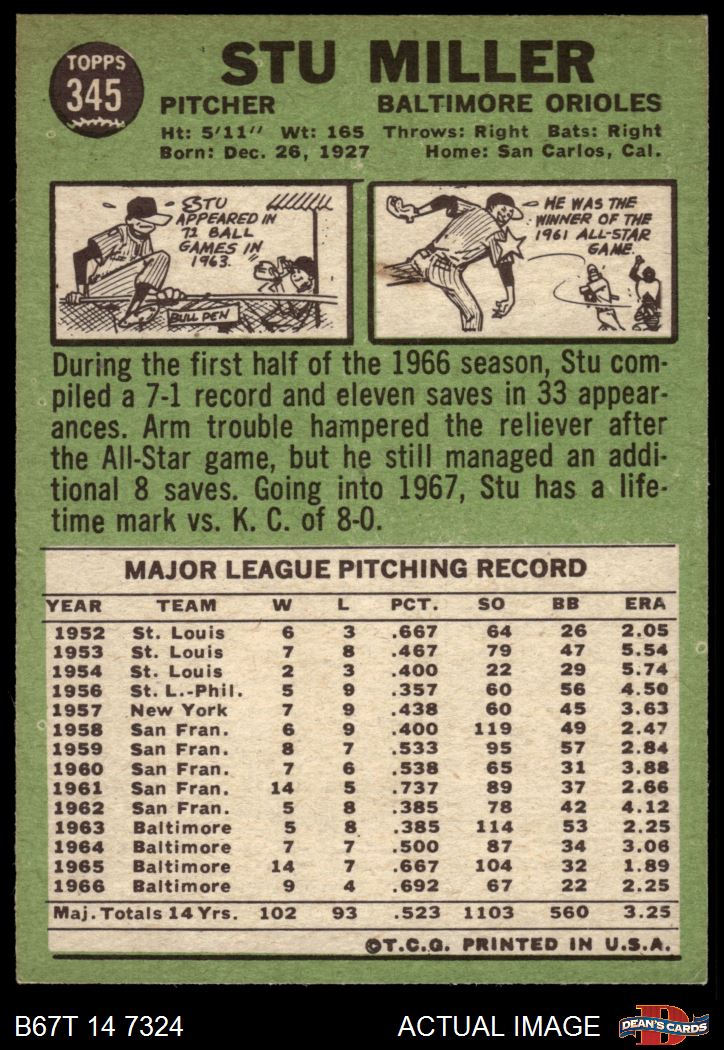 TOPPS
345
STU MILLER
PITCHER BALTIMORE ORIOLES
Ht: 5'11" Wt: 165 Throws: Right Bats: Right
Born: Dec. 26, 1927 Home: San Carlos, Cal.
STU
APPEARED IN
72 BALL
GAMES IN
1963.
BULL PEN
HE WAS THE
WINNER OF THE
1961 ALL-STAR
GAME.
During the first half of the 1966 season, Stu com-
piled a 7-1 record and eleven saves in 33 appear-
ances. Arm trouble hampered the reliever after
the All-Star game, but he still managed an addi-
tional 8 saves. Going into 1967, Stu has a life-
time mark vs. K. C. of 8-0.
MAJOR LEAGUE PITCHING RECORD
YEAR TEAM W L PCT. SO BB ERA
1952 St. Louis 6 3 .667 64 26 2.05
1953 St. Louis 7 8 .467 79 47 5.54
1954 St. Louis 2 3 .400 22 29 5.74
1956 St. L.-Phil. 5 9 .357 60 56 4.50
1957 New York 7 9 .438 60 45 3.63
1958 San Fran. 6 9 .400 119 49 2.47
1959 San Fran. 8 7 .533 95 57 2.84
1960 San Fran. 7 6 .538 65 31 3.88
1961 San Fran. 14 5 .737 89 37 2.66
1962 San Fran. 5 8 .385 78 42 4.12
1963 Baltimore 5 8 .385 114 53 2.25
1964 Baltimore 7 7 .500 87 34 3.06
1965 Baltimore 14 7 .667 104 32 1.89
1966 Baltimore 9 4 .692 67 22 2.25
Maj. Totals 14 Yrs. 102 93 .523 1103 560 3.25
©T.C.G. PRINTED IN U.S.A.
B67T 14 7324 ACTUAL IMAGE
D
DEAN'S CARDS